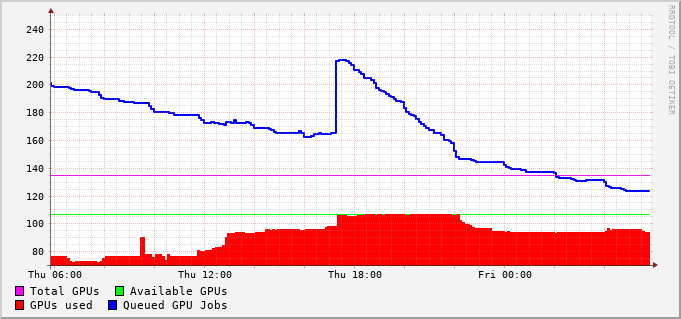 240
220
200
180
160
140
120
100
80
Thu 06:00 Thu 12:00 Thu 18:00 Fri 00:00
Total GPUs Available GPUs
GPUs used Queued GPU Jobs
RRDTOOL / TOBI OETIKER